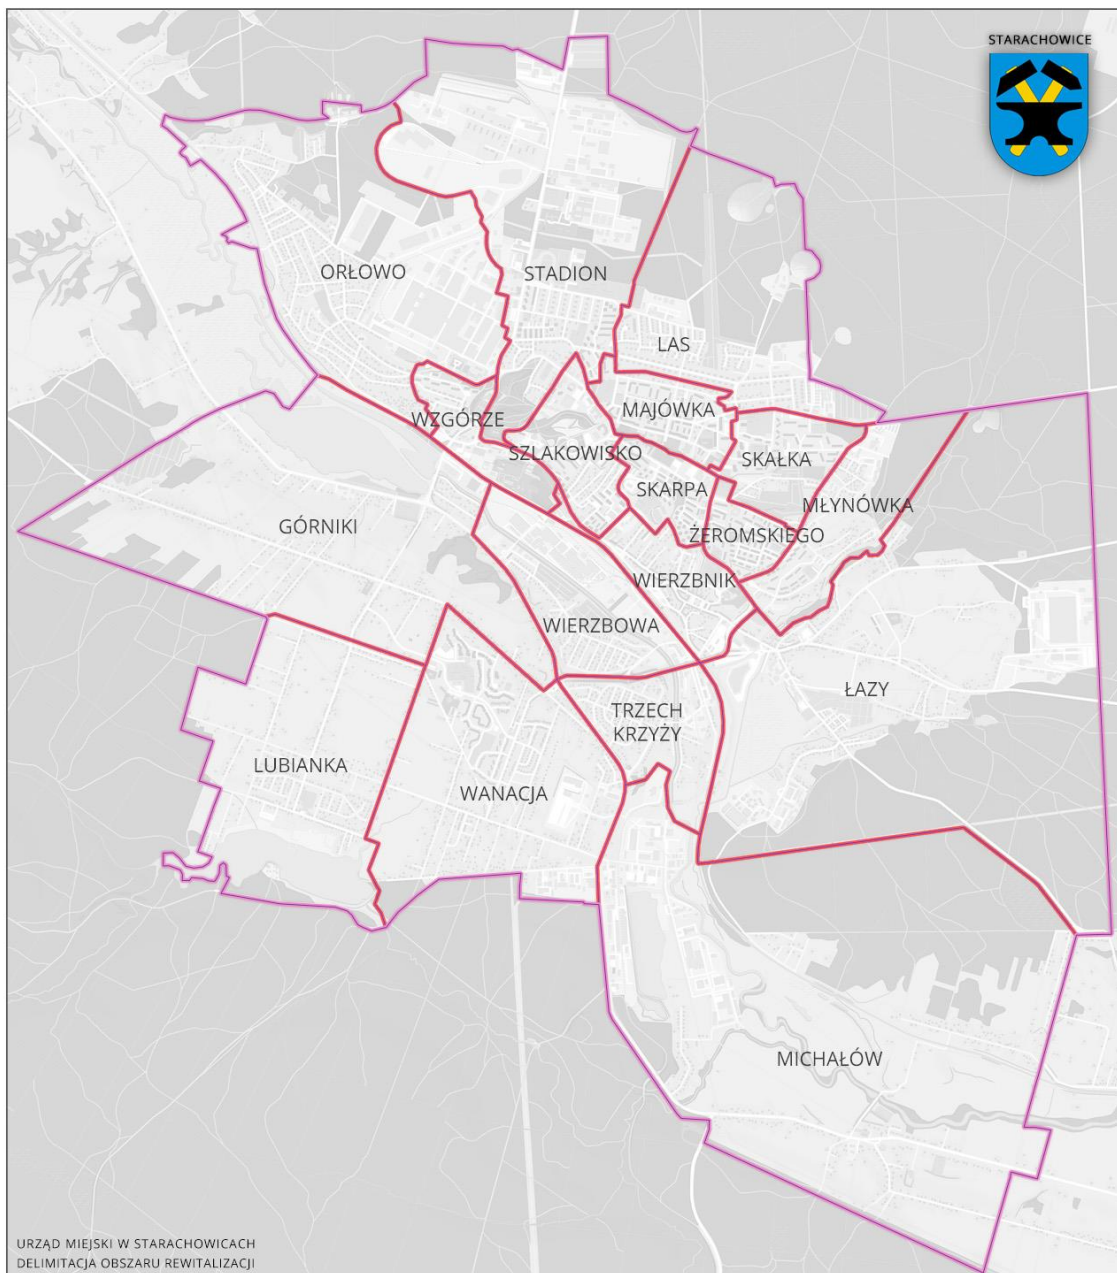 STARACHOWICE
ORŁOWO
STADION
LAS
MAJÓWKA
WZGÓRZE
SZLAKOWISKO
SKAŁKA
SKARPA
MŁYNÓWKA
GÓRNIKI
ŻEROMSKIEGO
WIERZBNIK
WIERZBOWA
ŁAZY
TRZECH
KRZYŻY
LUBIANKA
WANACJA
MICHAŁÓW
URZĄD MIEJSKI W STARACHOWICACH
DELIMITACJA OBSZARU REWITALIZACJI